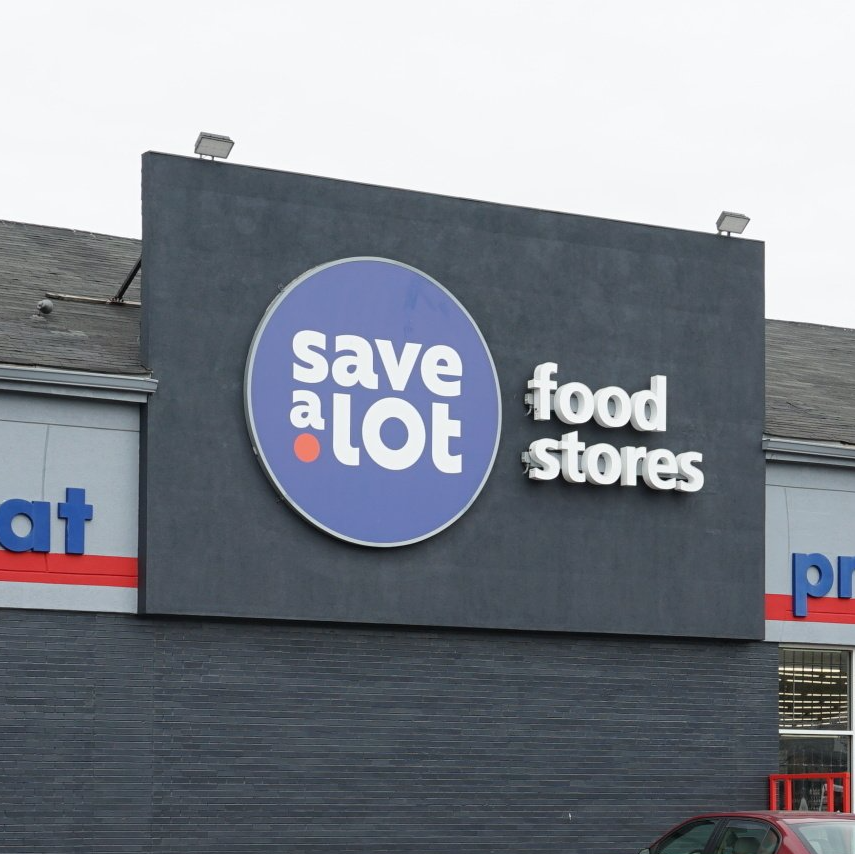 save
a lot
food
stores
at
pr